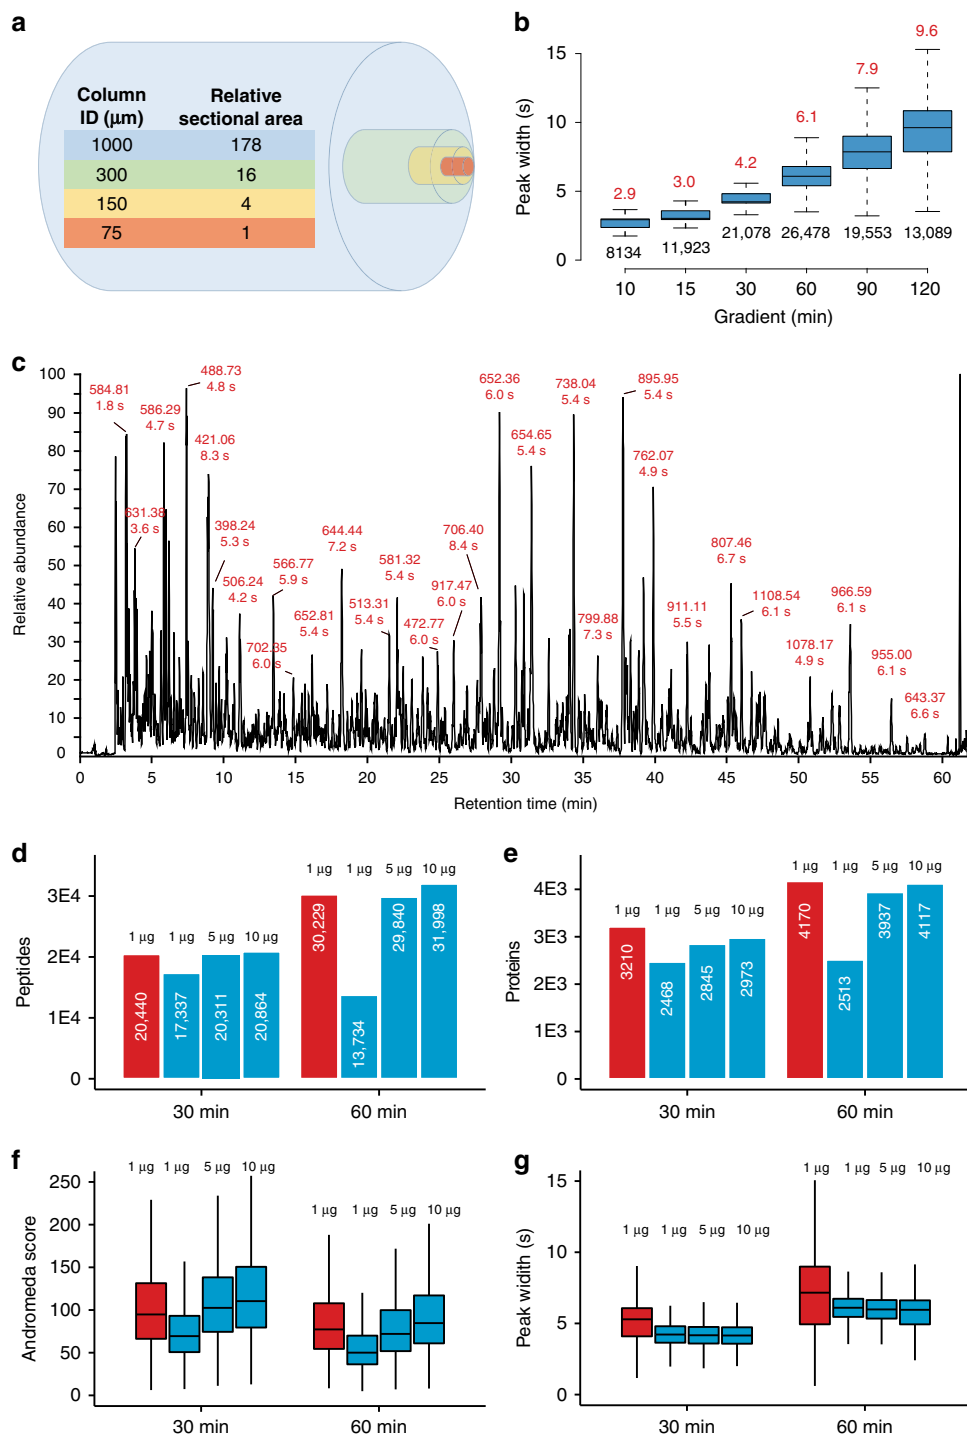 a
Column
ID (μm)
Relative
sectional area
1000 178
300 16
150 4
75 1
b
Peak width (s)
15
10
5
0
2.9
3.0
4.2
6.1
7.9
9.6
8134
11,923
21,078
26,478
19,553
13,089
10 15 30 60 90 120
Gradient (min)
c
Relative abundance
100
90
80
70
60
50
40
30
20
10
0
584.81
1.8 s
631.38
3.6 s
586.29
4.7 s
488.73
4.8 s
421.06
8.3 s
398.24
5.3 s
506.24
4.2 s
566.77
5.9 s
702.35
6.0 s
652.81
5.4 s
644.44
7.2 s
513.31
5.4 s
581.32
5.4 s
472.77
6.0 s
917.47
6.0 s
706.40
8.4 s
652.36
6.0 s
654.65
5.4 s
738.04
5.4 s
799.88
7.3 s
895.95
5.4 s
762.07
4.9 s
911.11
5.5 s
807.46
6.7 s
1108.54
6.1 s
1078.17
4.9 s
966.59
6.1 s
955.00
6.1 s
643.37
6.6 s
0 5 10 15 20 25 30 35 40 45 50 55 60
Retention time (min)
d
Peptides
3E4
2E4
1E4
0
1 μg 1 μg 5 μg 10 μg
1 μg 1 μg 5 μg 10 μg
20,440
17,337
20,311
20,864
30,229
13,734
29,840
31,998
30 min 60 min
e
Proteins
4E3
3E3
2E3
1E3
0
1 μg 1 μg 5 μg 10 μg
1 μg 1 μg 5 μg 10 μg
3210
2468
2845
2973
4170
2513
3937
4117
30 min 60 min
f
Andromeda score
250
200
150
100
50
0
1 μg 1 μg 5 μg 10 μg
1 μg 1 μg 5 μg 10 μg
30 min 60 min
g
Peak widith (s)
15
10
5
0
1 μg 1 μg 5 μg 10 μg
1 μg 1 μg 5 μg 10 μg
30 min 60 min